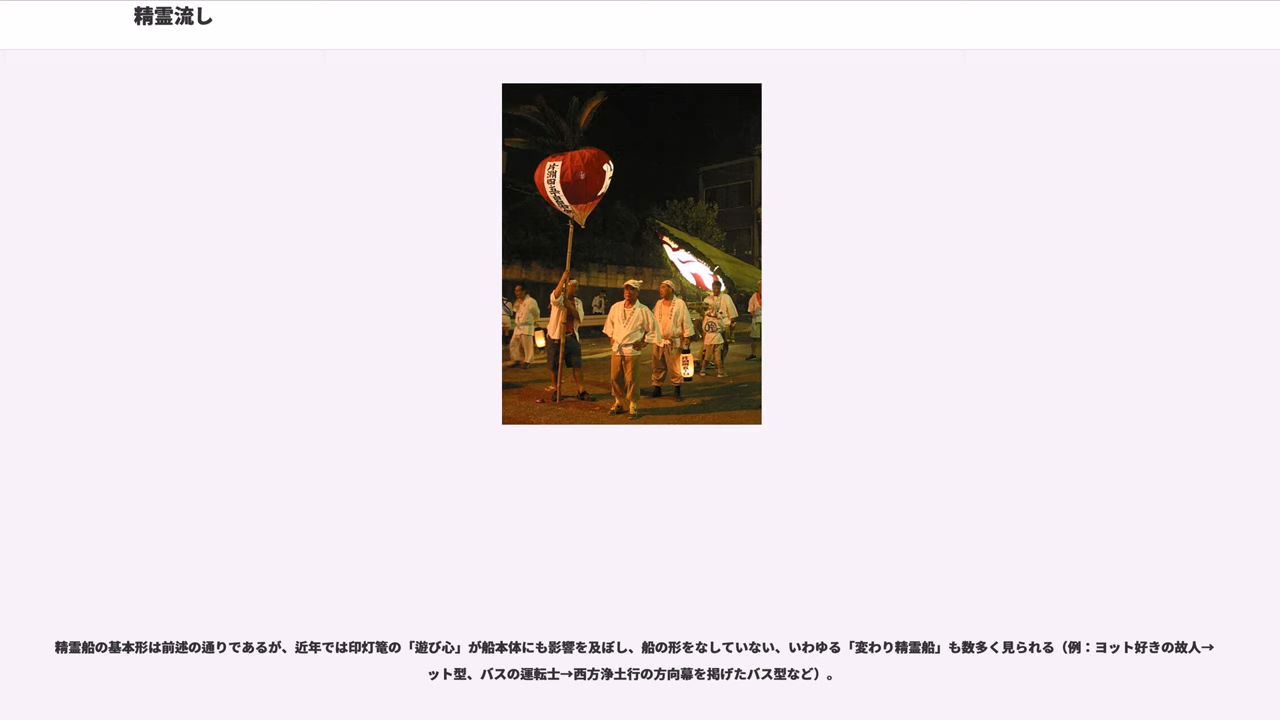 精霊流し
精霊船の基本形は前述の通りであるが、近年では印灯篭の「遊び心」が船本体にも影響を及ぼし、船の形をなしていない、いわゆる「変わり精霊船」も数多く見られる（例：ヨット好きの故人→
ット型、バスの運転士→西方浄土行の方向幕を掲げたバス型など）。